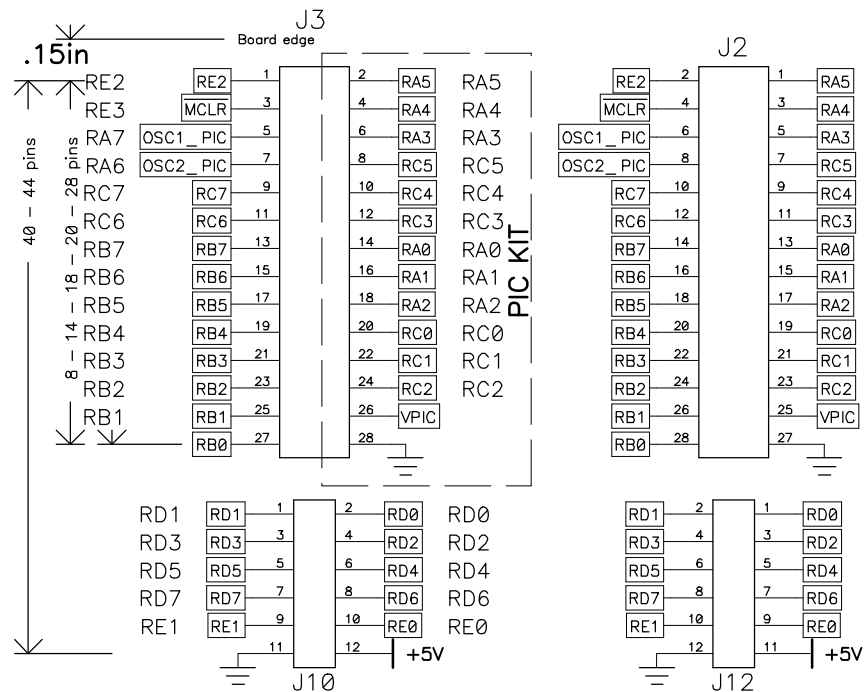 J3
J2
Board edge
.15in
RE2 RE2 1 2 RA5 RA5 RE2 2 1 RA5
RE3 MCLR 3 4 RA4 RA4 MCLR 4 3 RA4
RA7 OSC1_PIC 5 6 RA3 RA3 OSC1_PIC 6 5 RA3
RA6 OSC2_PIC 7 8 RC5 RC5 OSC2_PIC 8 7 RC5
RC7 RC7 9 10 RC4 RC4 RC7 10 9 RC4
RC6 RC6 11 12 RC3 RC3 RC6 12 11 RC3
RB7 RB7 13 14 RA0 RA0 RB7 14 13 RA0
RB6 RB6 15 16 RA1 RA1 RB6 16 15 RA1
RB5 RB5 17 18 RA2 RA2 RB5 18 17 RA2
RB4 RB4 19 20 RC0 RC0 RB4 20 19 RC0
RB3 RB3 21 22 RC1 RC1 RB3 22 21 RC1
RB2 RB2 23 24 RC2 RC2 RB2 24 23 RC2
RB1 RB1 25 26 VPIC RB1 26 25 VPIC
RB0 27 28 RB0 28 27
40 - 44 pins
8 - 14 - 18 - 20 - 28 pins
PIC KIT
RD1 RD1 1 2 RD0 RD0 RD1 2 1 RD0
RD3 RD3 3 4 RD2 RD2 RD3 4 3 RD2
RD5 RD5 5 6 RD4 RD4 RD5 6 5 RD4
RD7 RD7 7 8 RD6 RD6 RD7 8 7 RD6
RE1 RE1 9 10 RE0 RE0 RE1 10 9 RE0
11 12 +5V 12 11 +5V
J10
J12